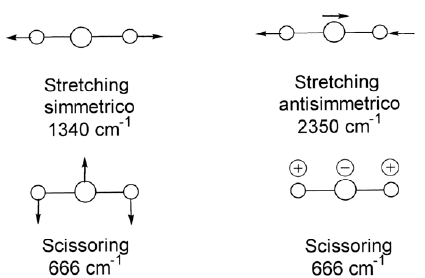 Stretching
simmetrico
1340 cm⁻¹
Stretching
antisimmetrico
2350 cm⁻¹
+ − +
Scissoring
666 cm⁻¹
Scissoring
666 cm⁻¹